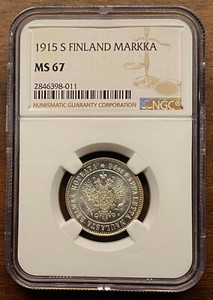 1915 S FINLAND MARKKA
MS 67
2846398-011
NUMISMATIC GUARANTY CORPORATION
NGC